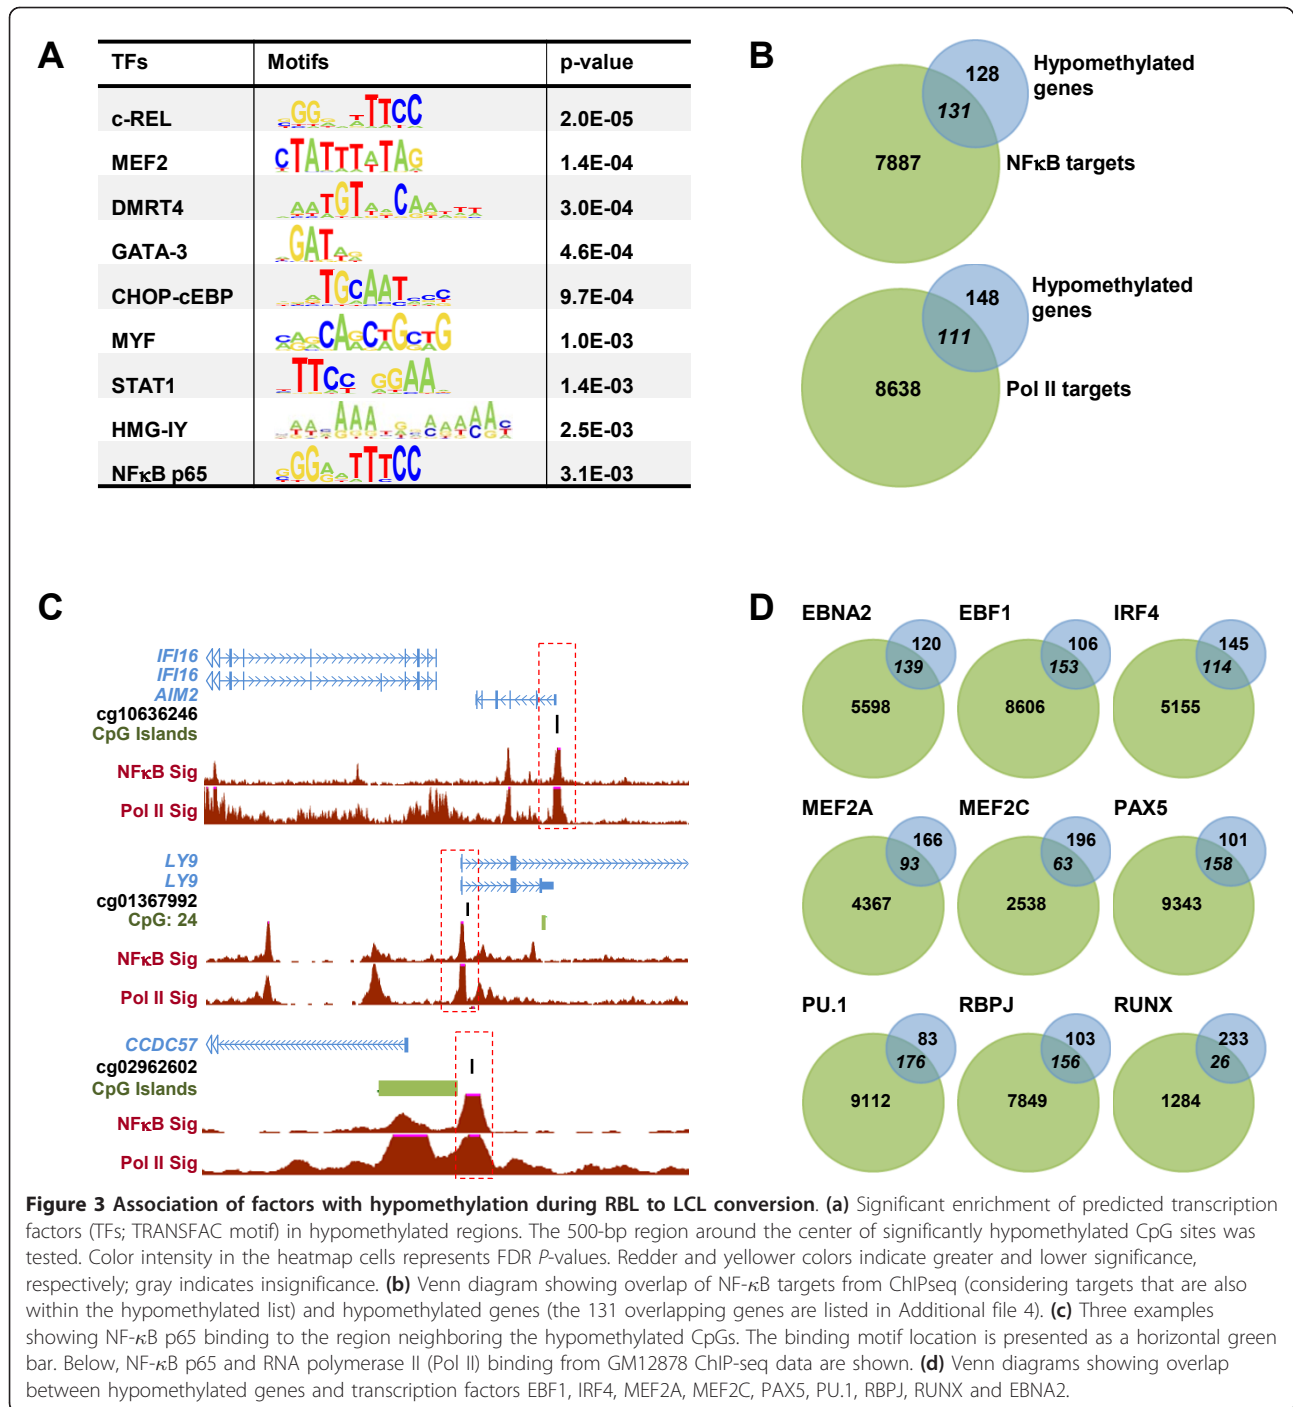 A
TFs Motifs p-value
c-REL 2.0E-05
MEF2 1.4E-04
DMRT4 3.0E-04
GATA-3 4.6E-04
CHOP-cEBP 9.7E-04
MYF 1.0E-03
STAT1 1.4E-03
HMG-IY 2.5E-03
NFκB p65 3.1E-03
B
128
Hypomethylated
genes
131
7887
NFκB targets
148
Hypomethylated
genes
111
8638
Pol II targets
C
IFI16
IFI16
AIM2
cg10636246
CpG Islands
NFκB Sig
Pol II Sig
LY9
LY9
cg01367992
CpG: 24
NFκB Sig
Pol II Sig
CCDC57
cg02962602
CpG Islands
NFκB Sig
Pol II Sig
D
EBNA2 EBF1 IRF4
120 106 145
139 153 114
5598 8606 5155
MEF2A MEF2C PAX5
166 196 101
93 63 158
4367 2538 9343
PU.1 RBPJ RUNX
83 103 233
176 156 26
9112 7849 1284
Figure 3 Association of factors with hypomethylation during RBL to LCL conversion. (a) Significant enrichment of predicted transcription
factors (TFs; TRANSFAC motif) in hypomethylated regions. The 500-bp region around the center of significantly hypomethylated CpG sites was
tested. Color intensity in the heatmap cells represents FDR P-values. Redder and yellower colors indicate greater and lower significance,
respectively; gray indicates insignificance. (b) Venn diagram showing overlap of NF-κB targets from ChIPseq (considering targets that are also
within the hypomethylated list) and hypomethylated genes (the 131 overlapping genes are listed in Additional file 4). (c) Three examples
showing NF-κB p65 binding to the region neighboring the hypomethylated CpGs. The binding motif location is presented as a horizontal green
bar. Below, NF-κB p65 and RNA polymerase II (Pol II) binding from GM12878 ChIP-seq data are shown. (d) Venn diagrams showing overlap
between hypomethylated genes and transcription factors EBF1, IRF4, MEF2A, MEF2C, PAX5, PU.1, RBPJ, RUNX and EBNA2.